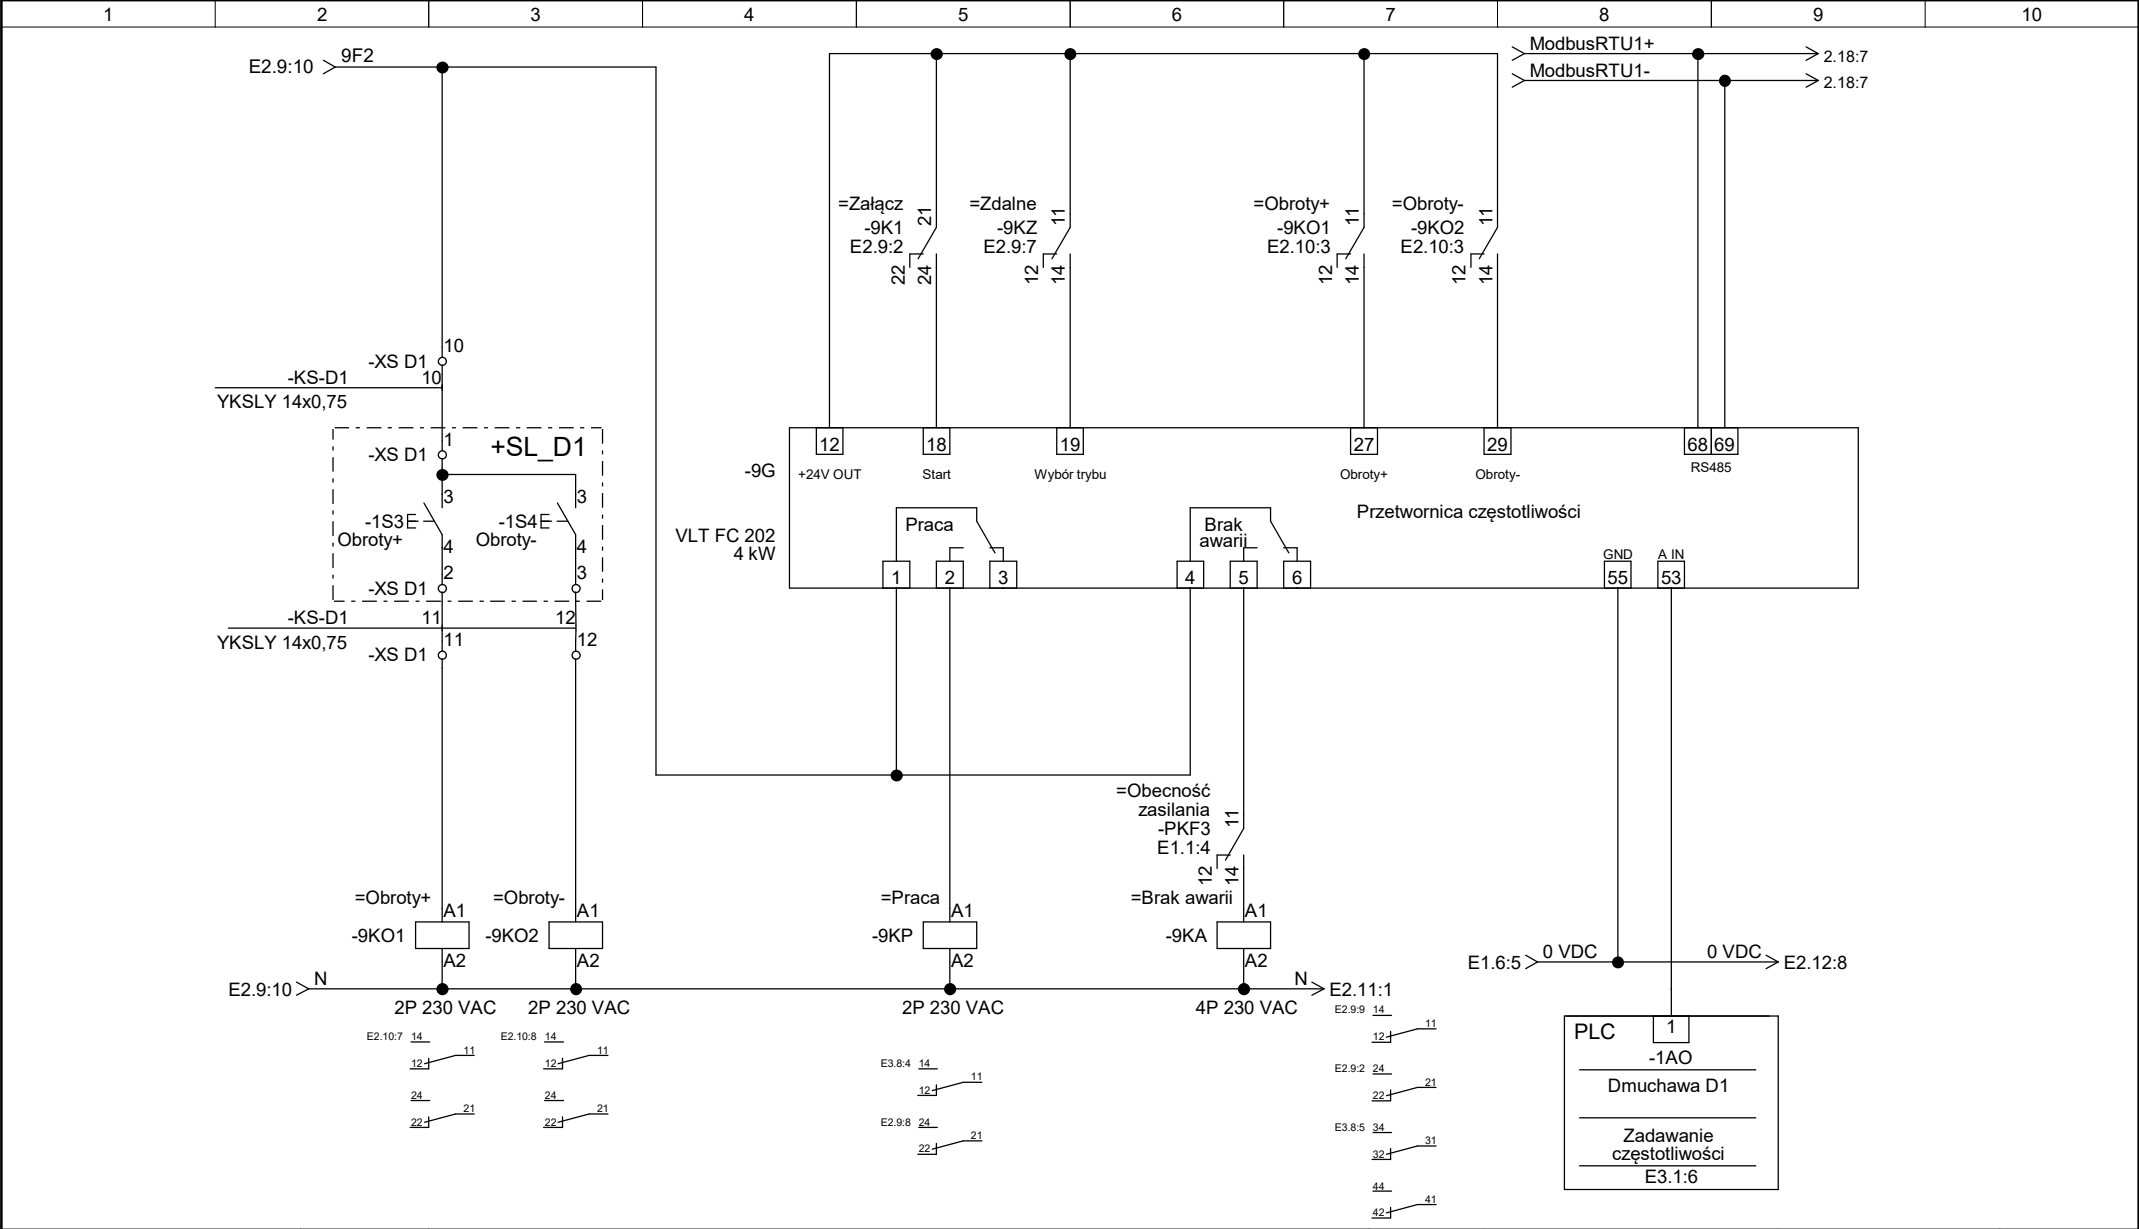 1 2 3 4 5 6 7 8 9 10
E2.9:10 9F2
ModbusRTU1+ 2.18:7
ModbusRTU1- 2.18:7
=Załącz 21
-9K1
E2.9:2
22 24
=Zdalne 11
-9KZ
E2.9:7
12 14
=Obroty+ 11
-9KO1
E2.10:3
12 14
=Obroty- 11
-9KO2
E2.10:3
12 14
10
-XS D1
-KS-D1 10
YKSLY 14x0,75
1 +SL_D1
-XS D1
3 3
-1S3 -1S4
Obroty+ Obroty-
4 4
2 3
-XS D1
-KS-D1 11 12
YKSLY 14x0,75 11 12
-XS D1
12 18 19 27 29 68 69
-9G +24V OUT Start Wybór trybu Obroty+ Obroty- RS485
Przetwornica częstotliwości
VLT FC 202
4 kW
Praca
Brak
awarii
GND A IN
1 2 3 4 5 6 55 53
=Obecność
zasilania
-PKF3 11
E1.1:4
12 14
=Obroty+ =Obroty- =Praca =Brak awarii
A1 A1 A1 A1
-9KO1 -9KO2 -9KP -9KA
A2 A2 A2 A2
E1.6:5 0 VDC 0 VDC E2.12:8
E2.9:10 N N E2.11:1
2P 230 VAC 2P 230 VAC 2P 230 VAC 4P 230 VAC
E2.10:7 14
11
12
24
21
22
E2.10:8 14
11
12
24
21
22
E3.8:4 14
11
12
E2.9:8 24
21
22
E2.9:9 14
11
12
E2.9:2 24
21
22
E3.8:5 34
31
32
44
41
42
PLC 1
-1AO
Dmuchawa D1
Zadawanie
częstotliwości
E3.1:6